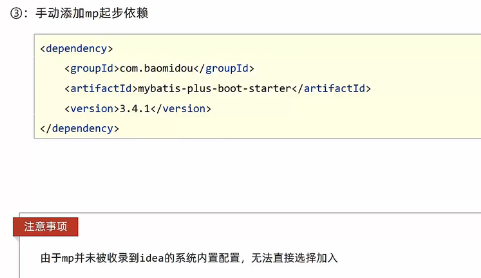 ③：手动添加mp起步依赖
<dependency>
<groupId>com.baomidou</groupId>
<artifactId>mybatis-plus-boot-starter</artifactId>
<version>3.4.1</version>
</dependency>
注意事项
由于mp并未被收录到idea的系统内置配置，无法直接选择加入